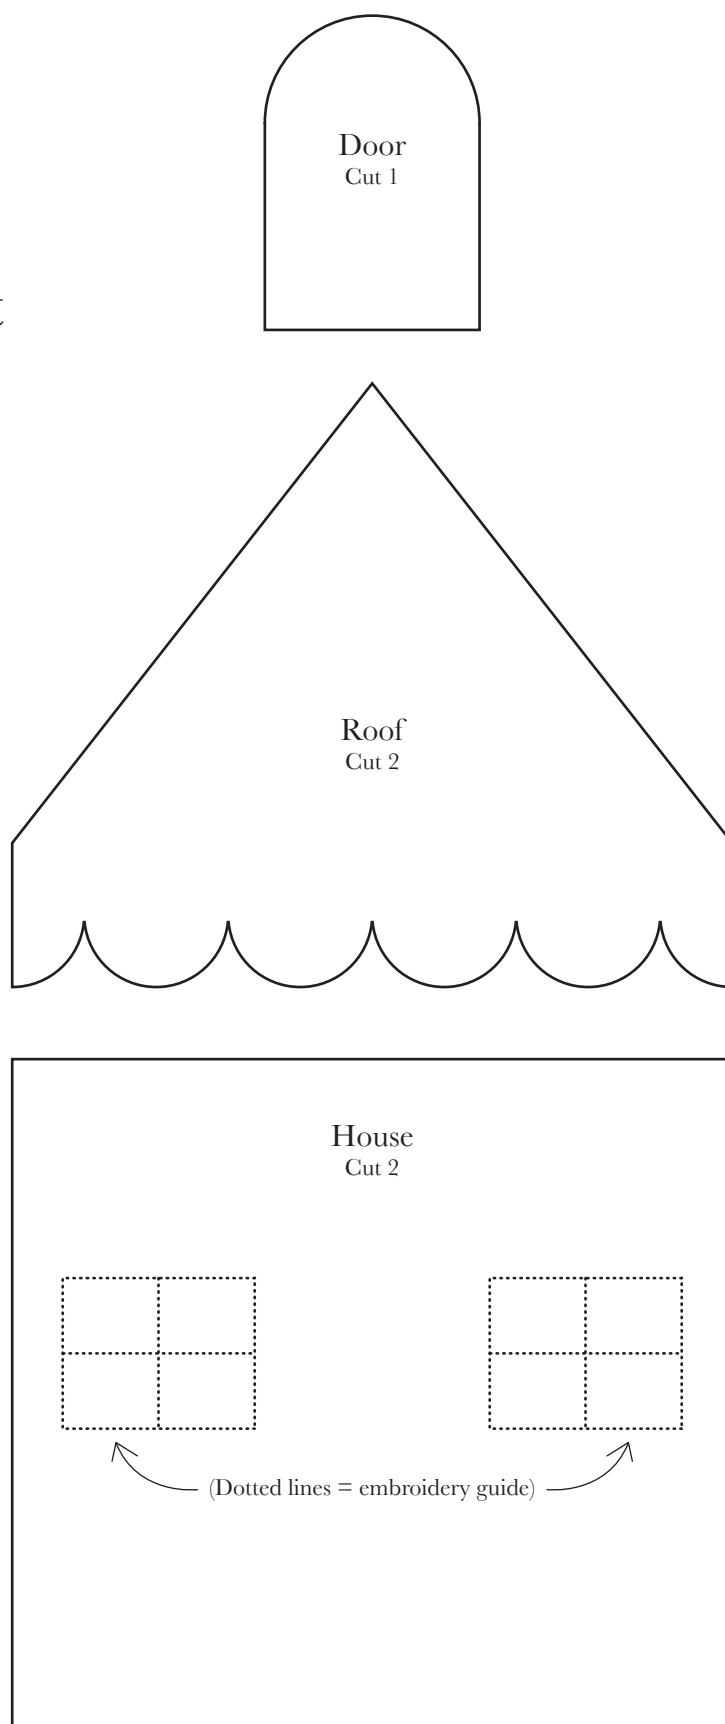 Door
Cut 1
Roof
Cut 2
House
Cut 2
(Dotted lines = embroidery guide)